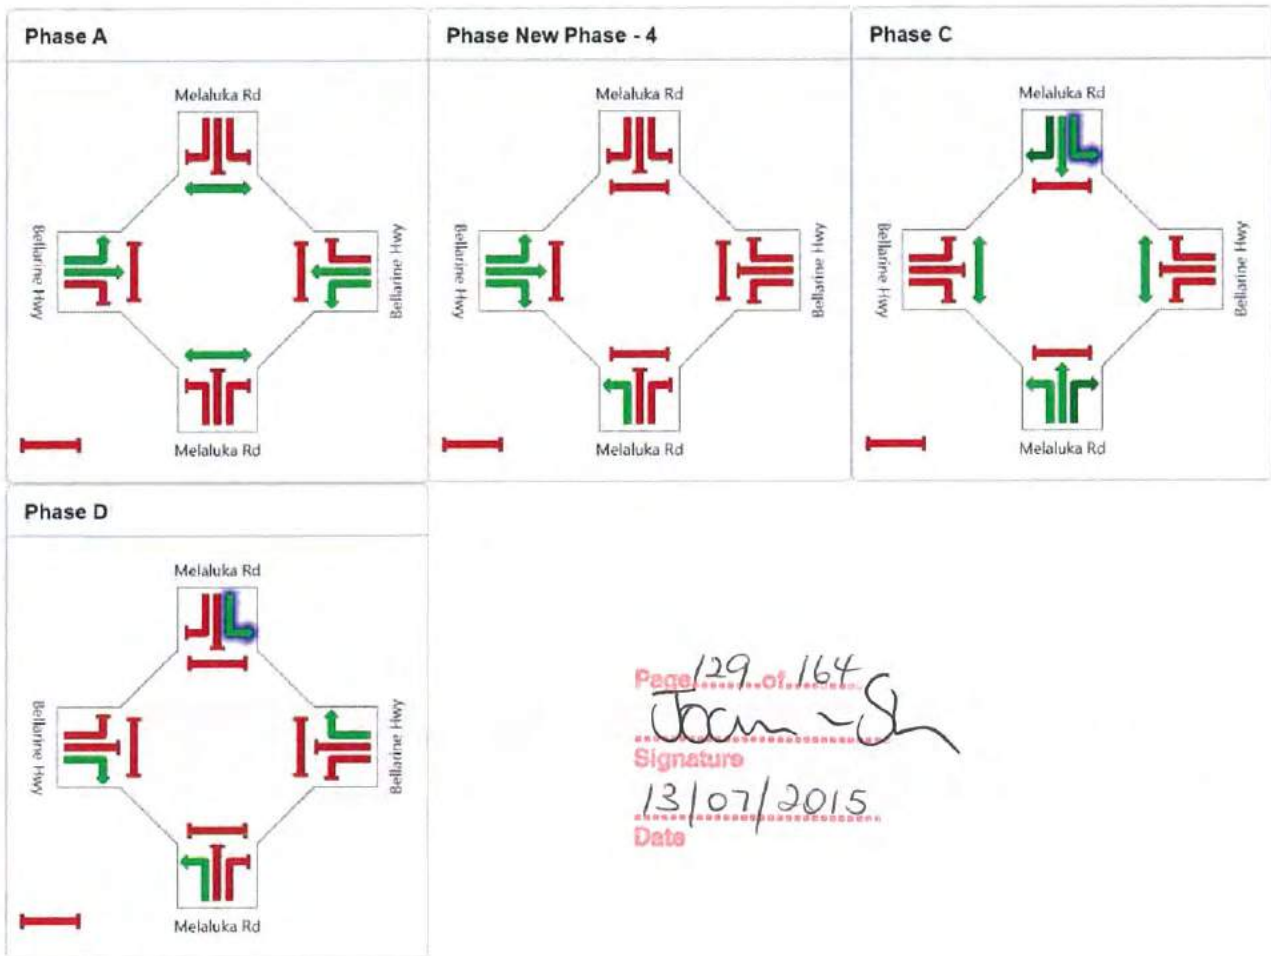 Phase A
Melaluka Rd
Bellarine Hwy
Bellarine Hwy
Melaluka Rd
Phase New Phase - 4
Melaluka Rd
Bellarine Hwy
Bellarine Hwy
Melaluka Rd
Phase C
Melaluka Rd
Bellarine Hwy
Bellarine Hwy
Melaluka Rd
Phase D
Melaluka Rd
Bellarine Hwy
Bellarine Hwy
Melaluka Rd
Page 129 of 164
Signature
13/07/2015
Date